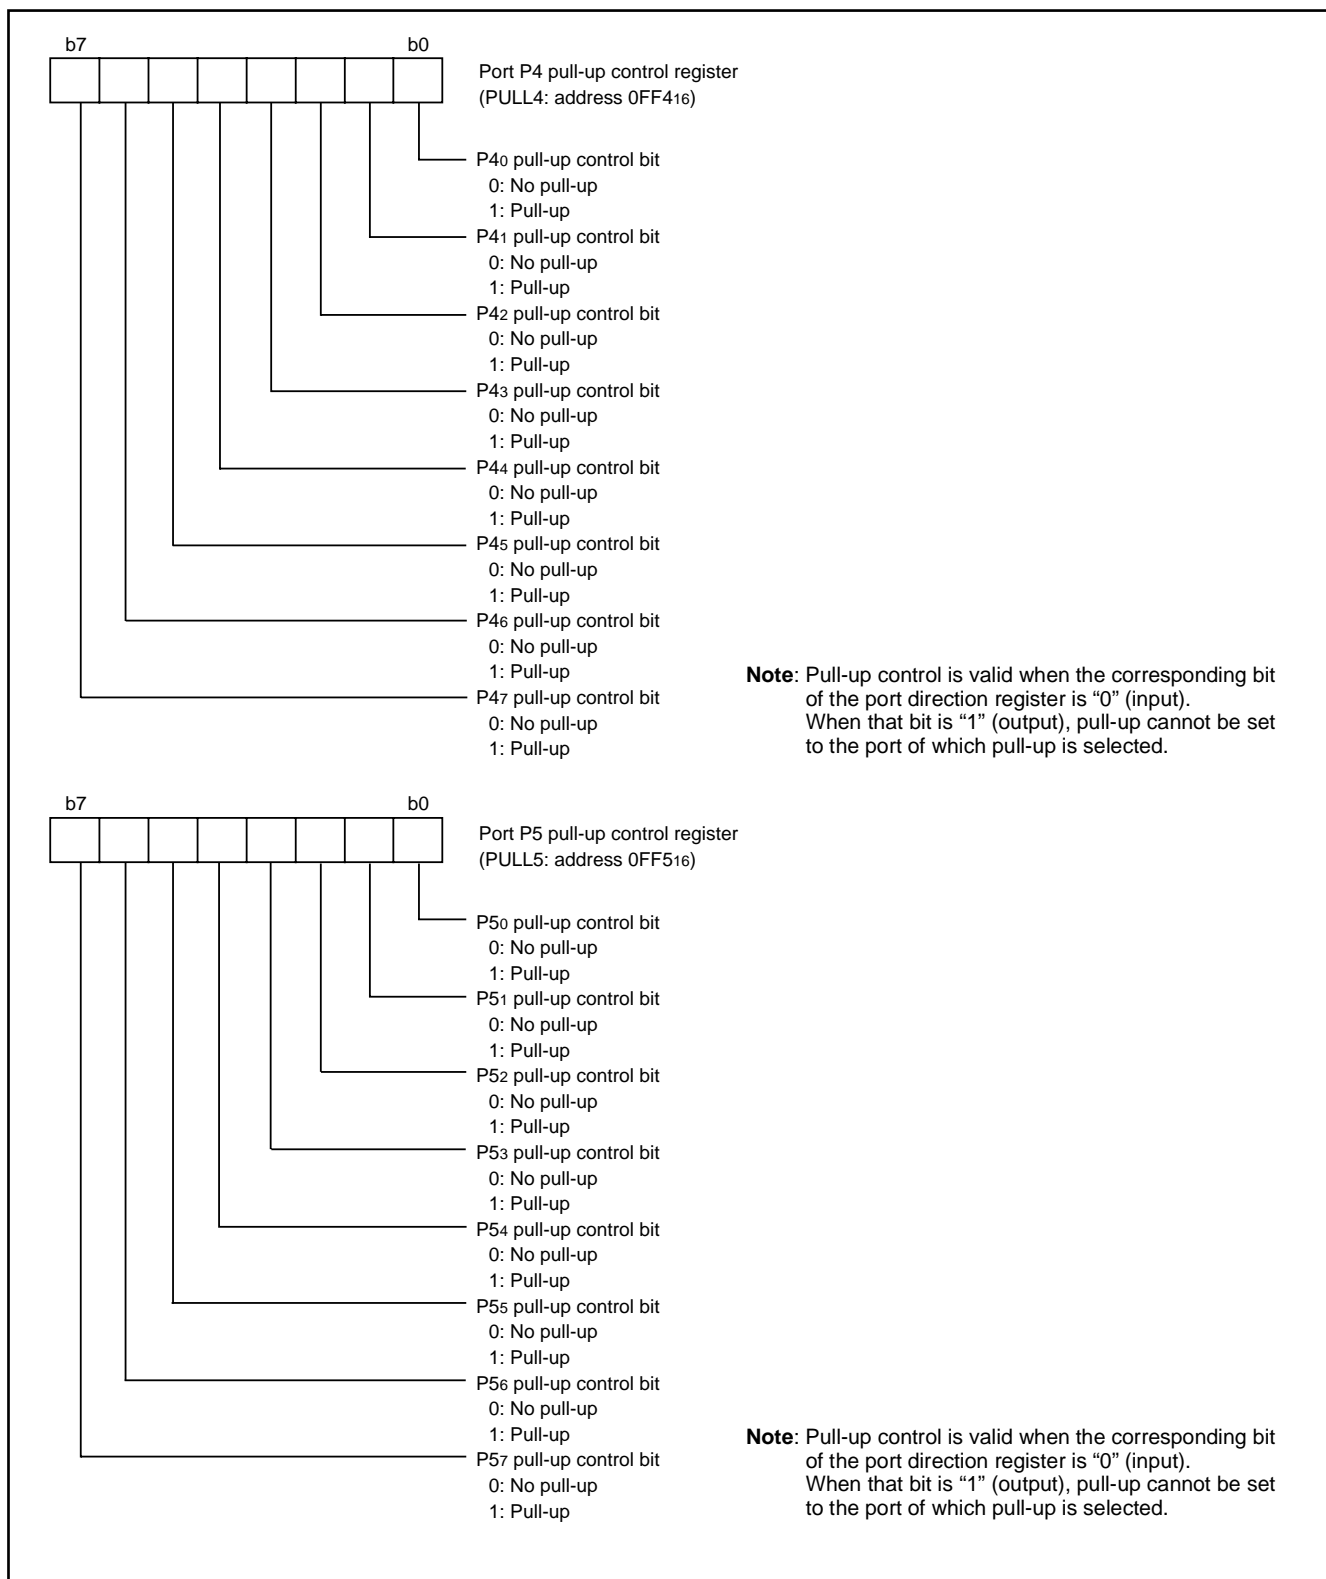 b7 b0
Port P4 pull-up control register
(PULL4: address 0FF416)
P40 pull-up control bit
0: No pull-up
1: Pull-up
P41 pull-up control bit
0: No pull-up
1: Pull-up
P42 pull-up control bit
0: No pull-up
1: Pull-up
P43 pull-up control bit
0: No pull-up
1: Pull-up
P44 pull-up control bit
0: No pull-up
1: Pull-up
P45 pull-up control bit
0: No pull-up
1: Pull-up
P46 pull-up control bit
0: No pull-up
1: Pull-up
P47 pull-up control bit
0: No pull-up
1: Pull-up
Note: Pull-up control is valid when the corresponding bit
of the port direction register is “0” (input).
When that bit is “1” (output), pull-up cannot be set
to the port of which pull-up is selected.
b7 b0
Port P5 pull-up control register
(PULL5: address 0FF516)
P50 pull-up control bit
0: No pull-up
1: Pull-up
P51 pull-up control bit
0: No pull-up
1: Pull-up
P52 pull-up control bit
0: No pull-up
1: Pull-up
P53 pull-up control bit
0: No pull-up
1: Pull-up
P54 pull-up control bit
0: No pull-up
1: Pull-up
P55 pull-up control bit
0: No pull-up
1: Pull-up
P56 pull-up control bit
0: No pull-up
1: Pull-up
P57 pull-up control bit
0: No pull-up
1: Pull-up
Note: Pull-up control is valid when the corresponding bit
of the port direction register is “0” (input).
When that bit is “1” (output), pull-up cannot be set
to the port of which pull-up is selected.